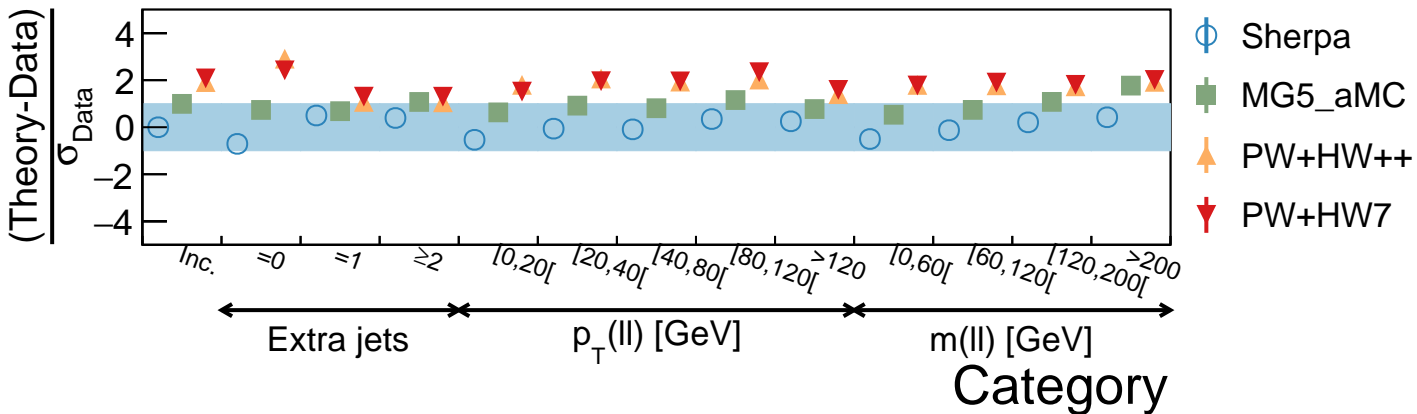 (Theory-Data)
σ_Data
4
2
0
−2
−4
Inc.
=0
=1
≥2
[0,20[
[20,40[
[40,80[
[80,120[
>120
[0,60[
[60,120[
[120,200[
>200
Extra jets
p_T(ll) [GeV]
m(ll) [GeV]
Category
Sherpa
MG5_aMC
PW+HW++
PW+HW7